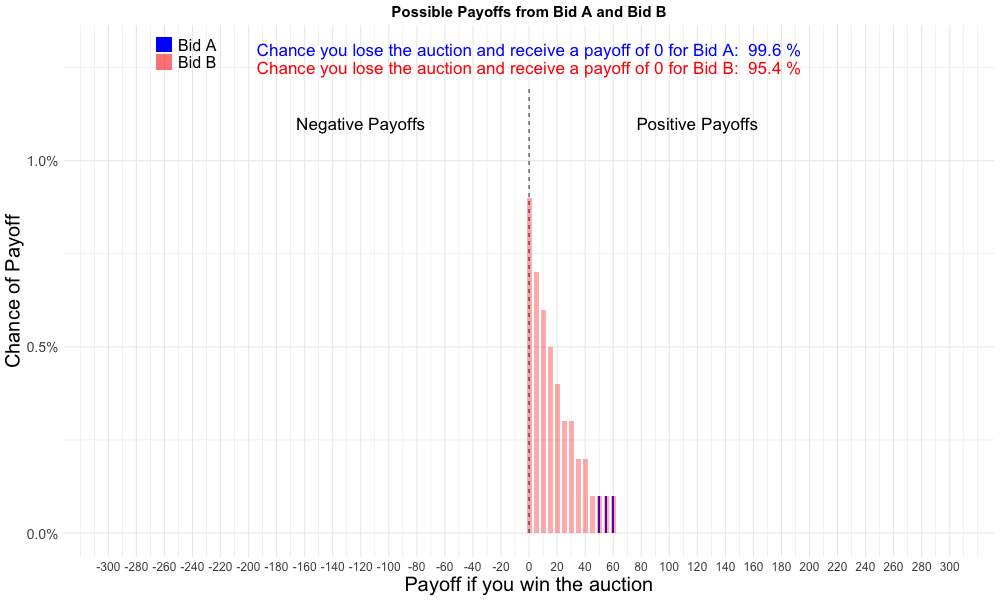 Possible Payoffs from Bid A and Bid B
Bid A
Bid B
Chance you lose the auction and receive a payoff of 0 for Bid A:  99.6 %
Chance you lose the auction and receive a payoff of 0 for Bid B:  95.4 %
Negative Payoffs
Positive Payoffs
Chance of Payoff
1.0%
0.5%
0.0%
-300 -280 -260 -240 -220 -200 -180 -160 -140 -120 -100 -80 -60 -40 -20 0 20 40 60 80 100 120 140 160 180 200 220 240 260 280 300
Payoff if you win the auction